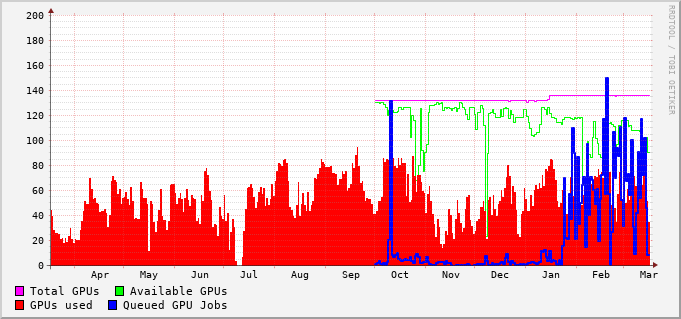 200
180
160
140
120
100
80
60
40
20
0
Apr May Jun Jul Aug Sep Oct Nov Dec Jan Feb Mar
Total GPUs Available GPUs
GPUs used Queued GPU Jobs
RRDTOOL / TOBI OETIKER